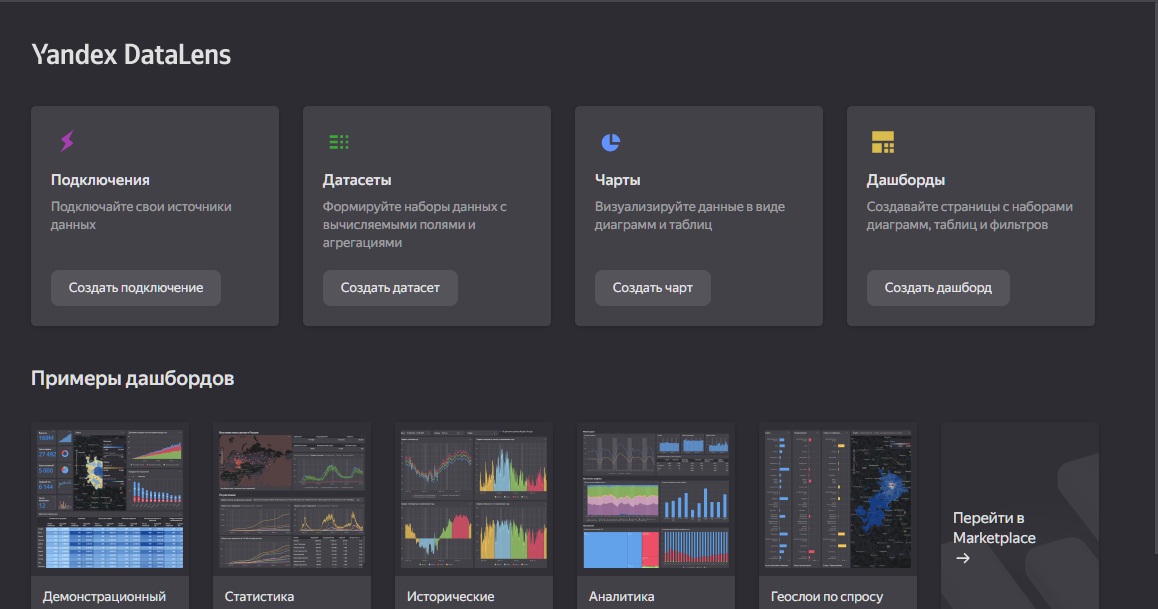 Yandex DataLens
Подключения
Подключайте свои источники
данных
Создать подключение
Датасеты
Формируйте наборы данных с
вычисляемыми полями и
агрегациями
Создать датасет
Чарты
Визуализируйте данные в виде
диаграмм и таблиц
Создать чарт
Дашборды
Создавайте страницы с наборами
диаграмм, таблиц и фильтров
Создать дашборд
Примеры дашбордов
Демонстрационный
Статистика
Исторические
Аналитика
Геослои по спросу
Перейти в
Marketplace
→